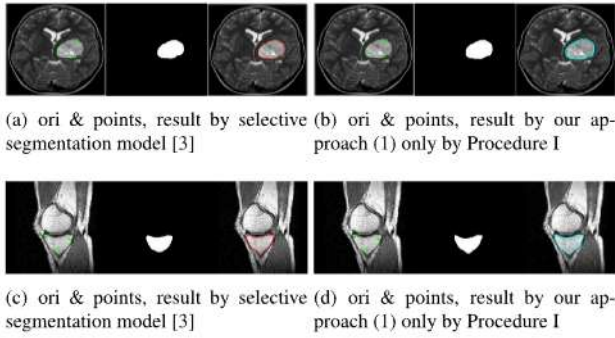 (a) ori & points, result by selective
segmentation model [3]
(b) ori & points, result by our ap-
proach (1) only by Procedure I
(c) ori & points, result by selective
segmentation model [3]
(d) ori & points, result by our ap-
proach (1) only by Procedure I